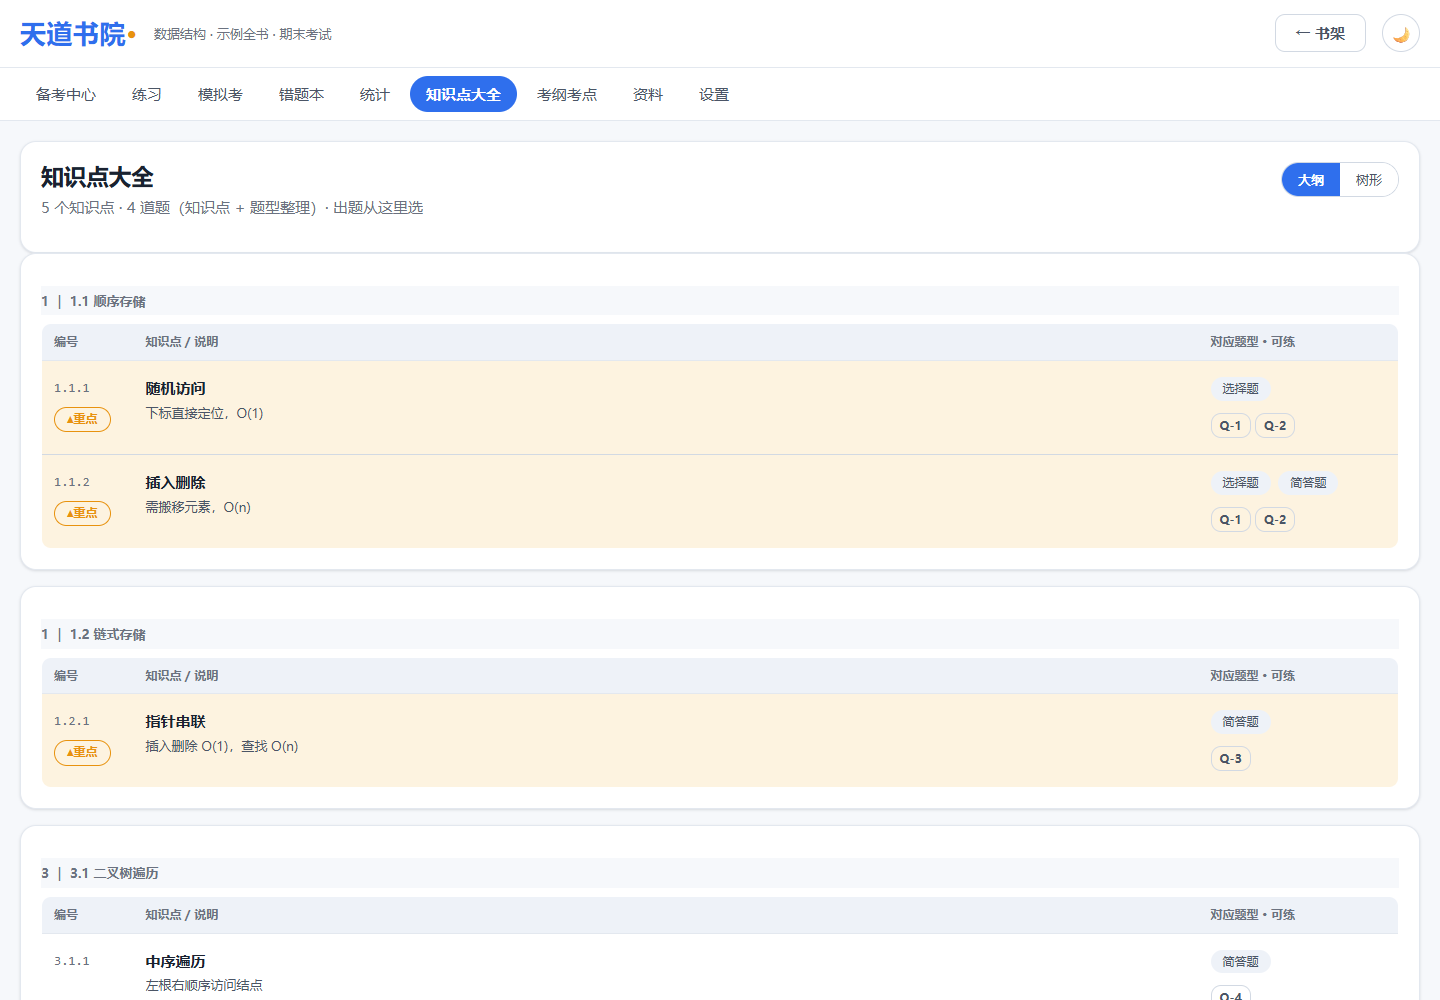 天道书院
数据结构 · 示例全书 · 期末考试
← 书架
备考中心 练习 模拟考 错题本 统计 知识点大全 考纲考点 资料 设置
知识点大全
大纲 树形
5 个知识点 · 4 道题（知识点 + 题型整理）· 出题从这里选
1 | 1.1 顺序存储
编号 知识点 / 说明 对应题型 • 可练
1.1.1 随机访问 选择题
▲重点 下标直接定位，O(1)
Q-1 Q-2
1.1.2 插入删除 选择题 简答题
▲重点 需搬移元素，O(n)
Q-1 Q-2
1 | 1.2 链式存储
编号 知识点 / 说明 对应题型 • 可练
1.2.1 指针串联 简答题
▲重点 插入删除 O(1)，查找 O(n)
Q-3
3 | 3.1 二叉树遍历
编号 知识点 / 说明 对应题型 • 可练
3.1.1 中序遍历 简答题
左根右顺序访问结点
Q-4